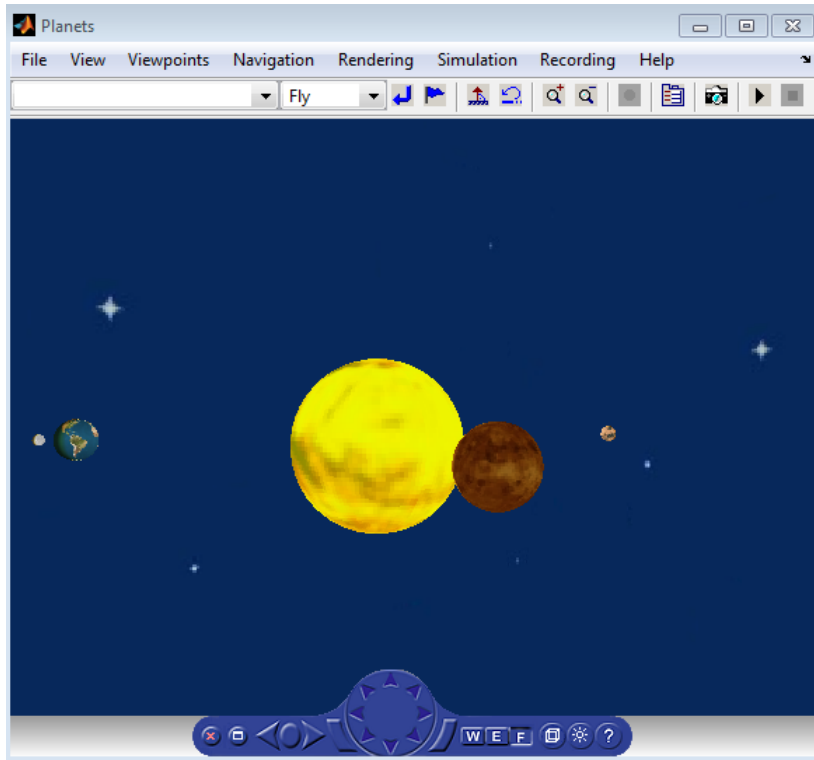 Planets
File View Viewpoints Navigation Rendering Simulation Recording Help
Fly
W E F ?